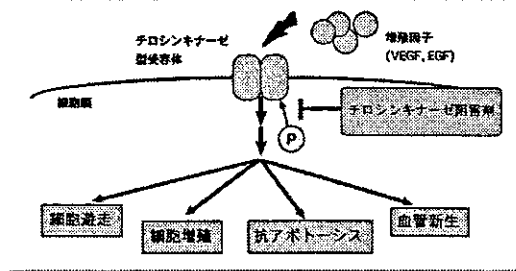 チロシンキナーゼ
型受容体
増殖因子
(VEGF, EGF)
細胞膜
チロシンキナーゼ阻害剤
P
細胞遊走
細胞増殖
抗アポトーシス
血管新生